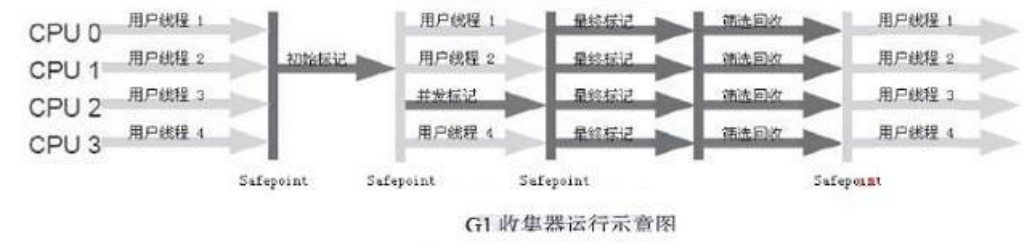 CPU 0 用户线程 1 用户线程 1 最终标记 筛选回收 用户线程 1
CPU 1 用户线程 2 初始标记 用户线程 2 最终标记 筛选回收 用户线程 2
CPU 2 用户线程 3 并发标记 最终标记 筛选回收 用户线程 3
CPU 3 用户线程 4 用户线程 4 最终标记 筛选回收 用户线程 4
Safepoint Safepoint Safepoint Safepoint
G1 收集器运行示意图